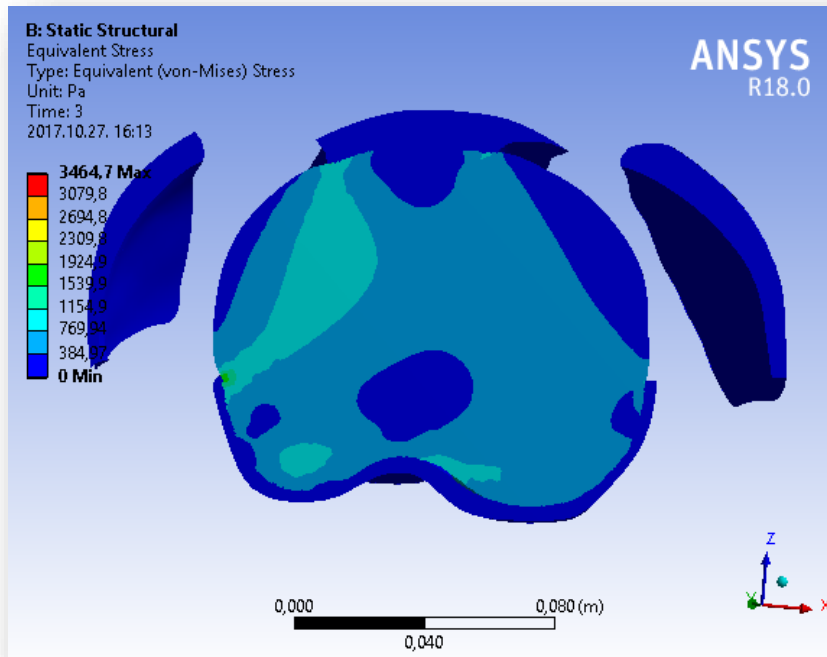 B: Static Structural
Equivalent Stress
Type: Equivalent (von-Mises) Stress
Unit: Pa
Time: 3
2017.10.27. 16:13
ANSYS
R18.0
3464,7 Max
3079,8
2694,8
2309,8
1924,9
1539,9
1154,9
769,94
384,97
0 Min
0,000
0,080 (m)
0,040
Z
Y
X